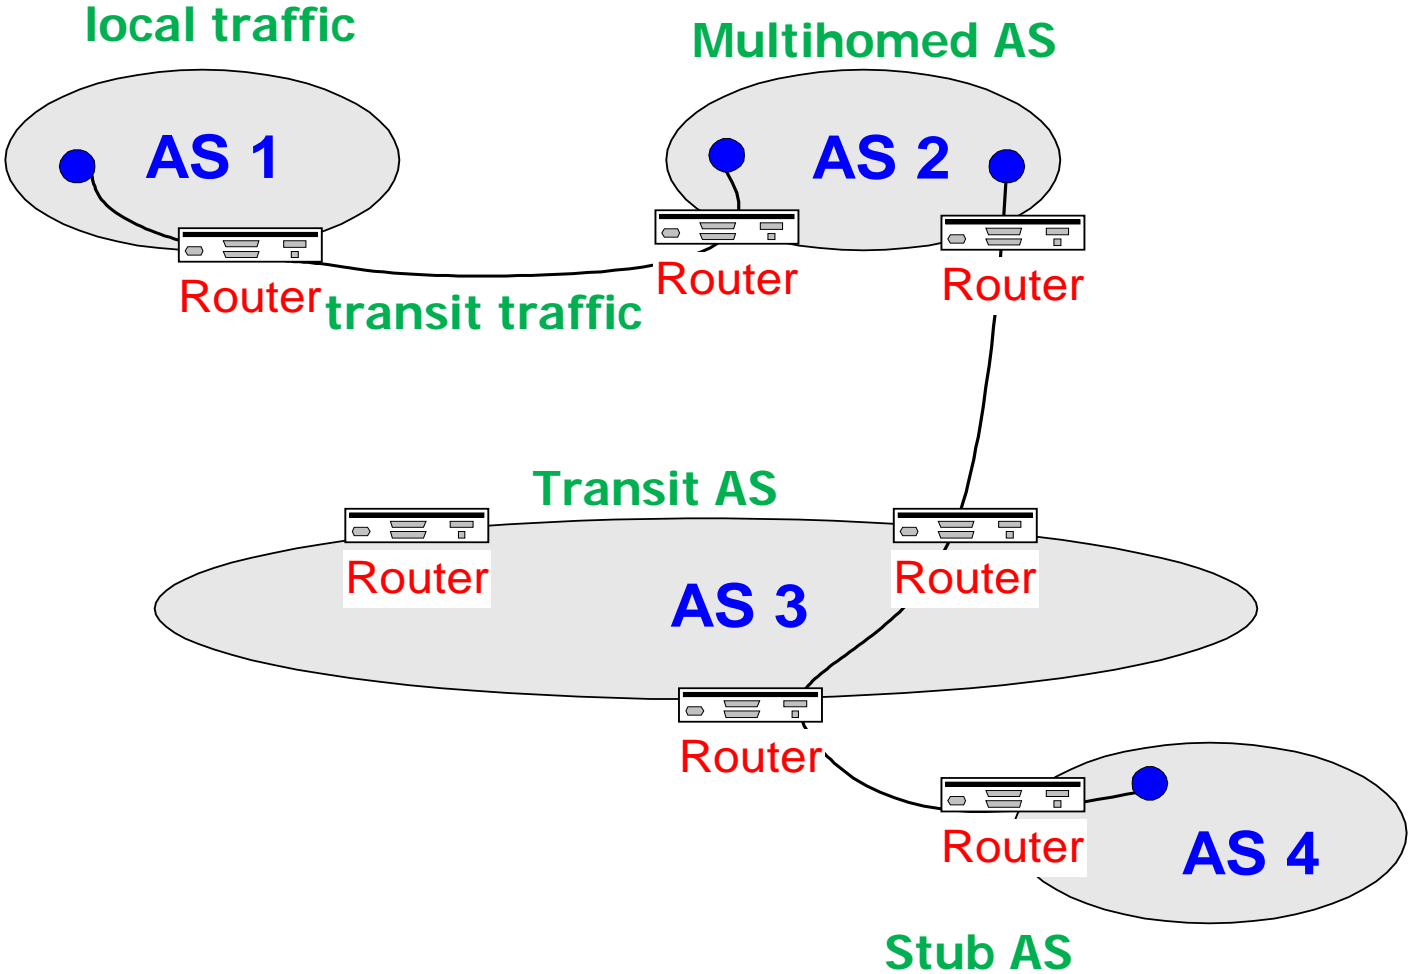 local traffic
Multihomed AS
AS 1
AS 2
Router
Router
Router
transit traffic
Transit AS
Router
Router
AS 3
Router
Router
AS 4
Stub AS